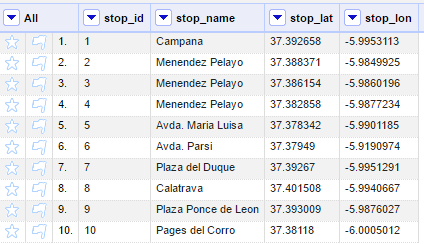 All stop_id stop_name stop_lat stop_lon
1. 1 Campana 37.392658 -5.9953113
2. 2 Menendez Pelayo 37.388371 -5.9849925
3. 3 Menendez Pelayo 37.386154 -5.9860196
4. 4 Menendez Pelayo 37.382858 -5.9877234
5. 5 Avda. Maria Luisa 37.378342 -5.9901185
6. 6 Avda. Parsi 37.37949 -5.9190974
7. 7 Plaza del Duque 37.39267 -5.9951291
8. 8 Calatrava 37.401508 -5.9940667
9. 9 Plaza Ponce de Leon 37.393009 -5.9876027
10. 10 Pages del Corro 37.38118 -6.0005012